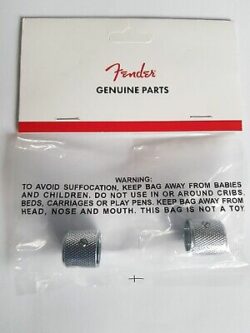 Fender
GENUINE PARTS
WARNING:
TO AVOID SUFFOCATION, KEEP BAG AWAY FROM BABIES
AND CHILDREN. DO NOT USE IN OR AROUND CRIBS,
BEDS, CARRIAGES OR PLAY PENS. KEEP BAG AWAY FROM
HEAD, NOSE AND MOUTH. THIS BAG IS NOT A TOY